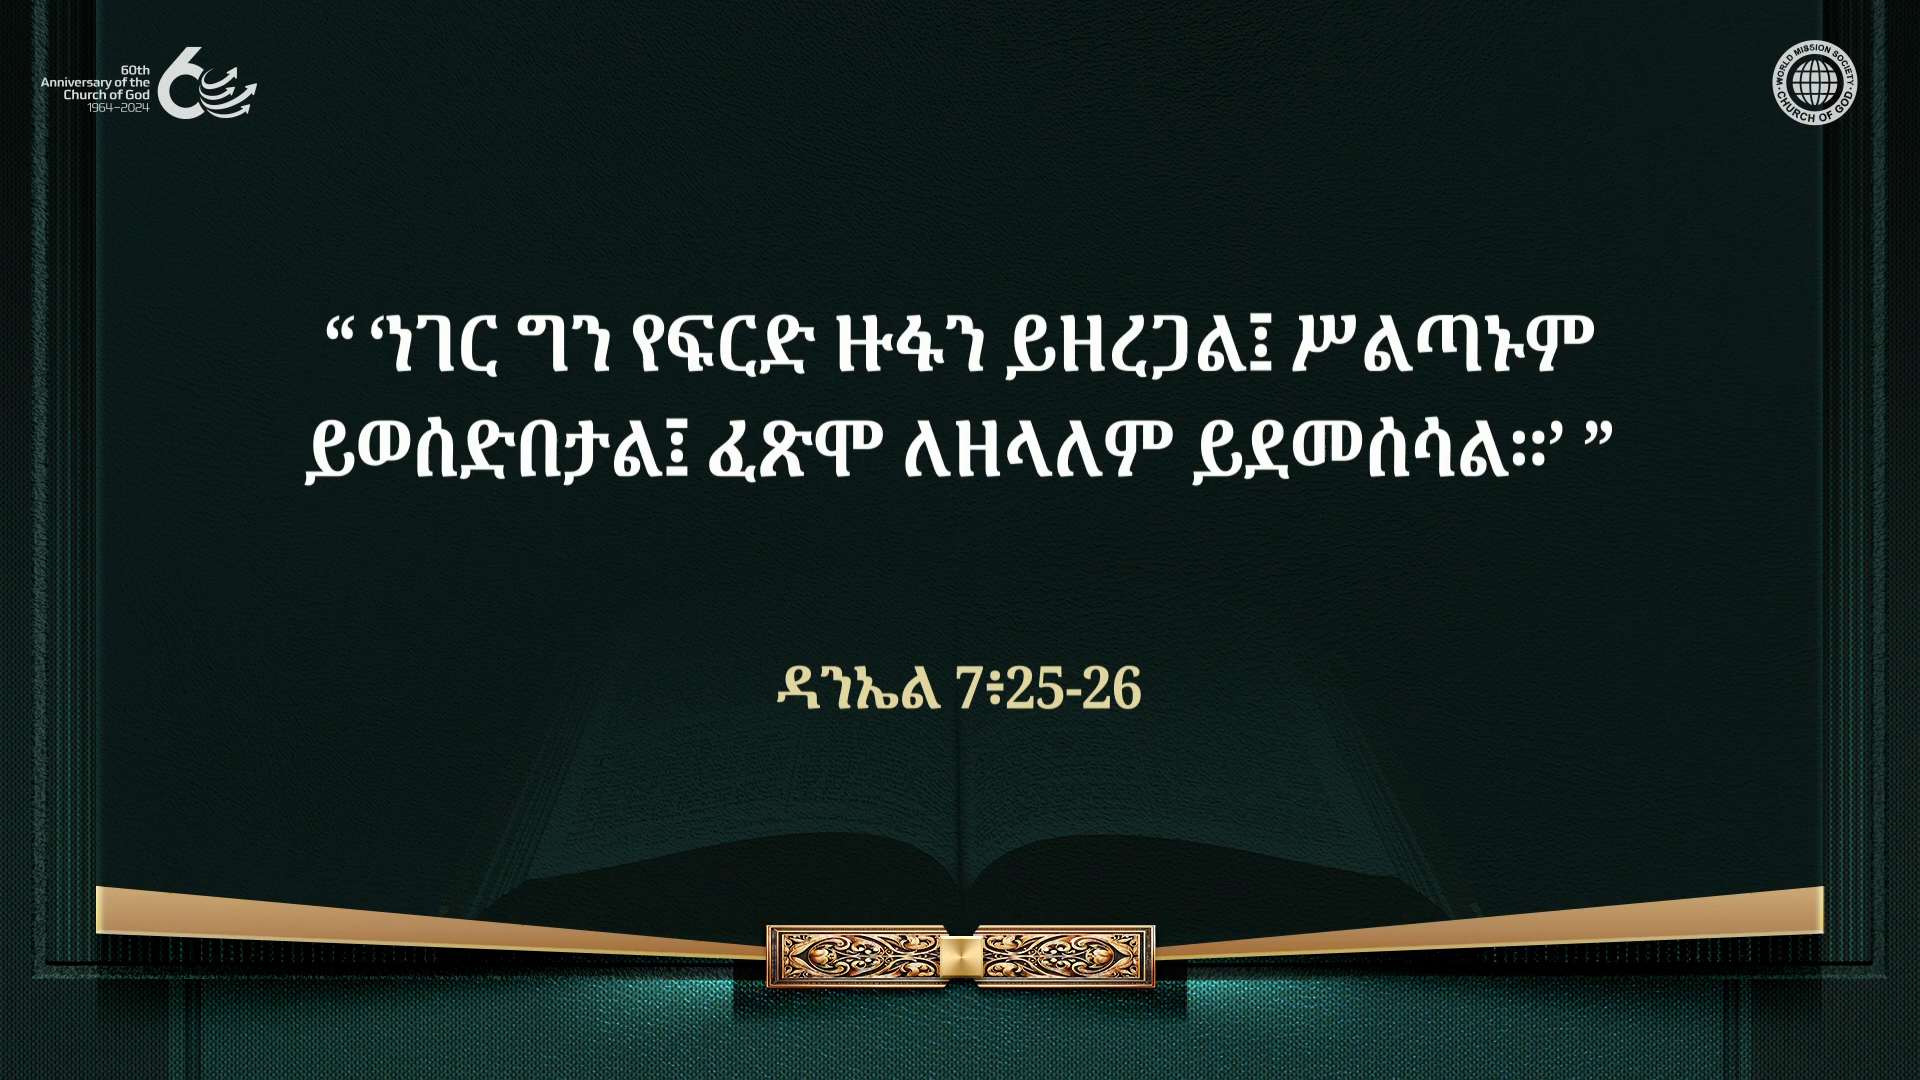 60th
Anniversary of the
Church of God
1964–2024
WORLD MISSION SOCIETY
CHURCH OF GOD
“ ‘ነገር ግን የፍርድ ዙፋን ይዘረጋል፤ ሥልጣኑም
ይወሰድበታል፤ ፈጽሞ ለዘላለም ይደመሰሳል።’ ”
ዳንኤል 7፥25-26